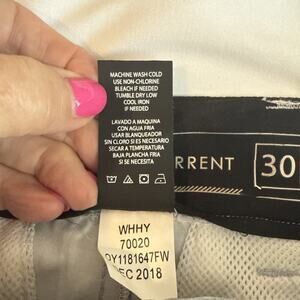 MACHINE WASH COLD
USE NON-CHLORINE
BLEACH IF NEEDED
TUMBLE DRY LOW
COOL IRON
IF NEEDED
LAVADO A MAQUINA
CON AGUA FRIA
USAR BLANQUEADOR
SIN CLORO SI ES NECESARIO
SECAR A TEMPERATURA
BAJA PLANCHA FRIA
SI SE NECESITA
RRENT 30
WHHY
70020
1181647FW
EC 2018